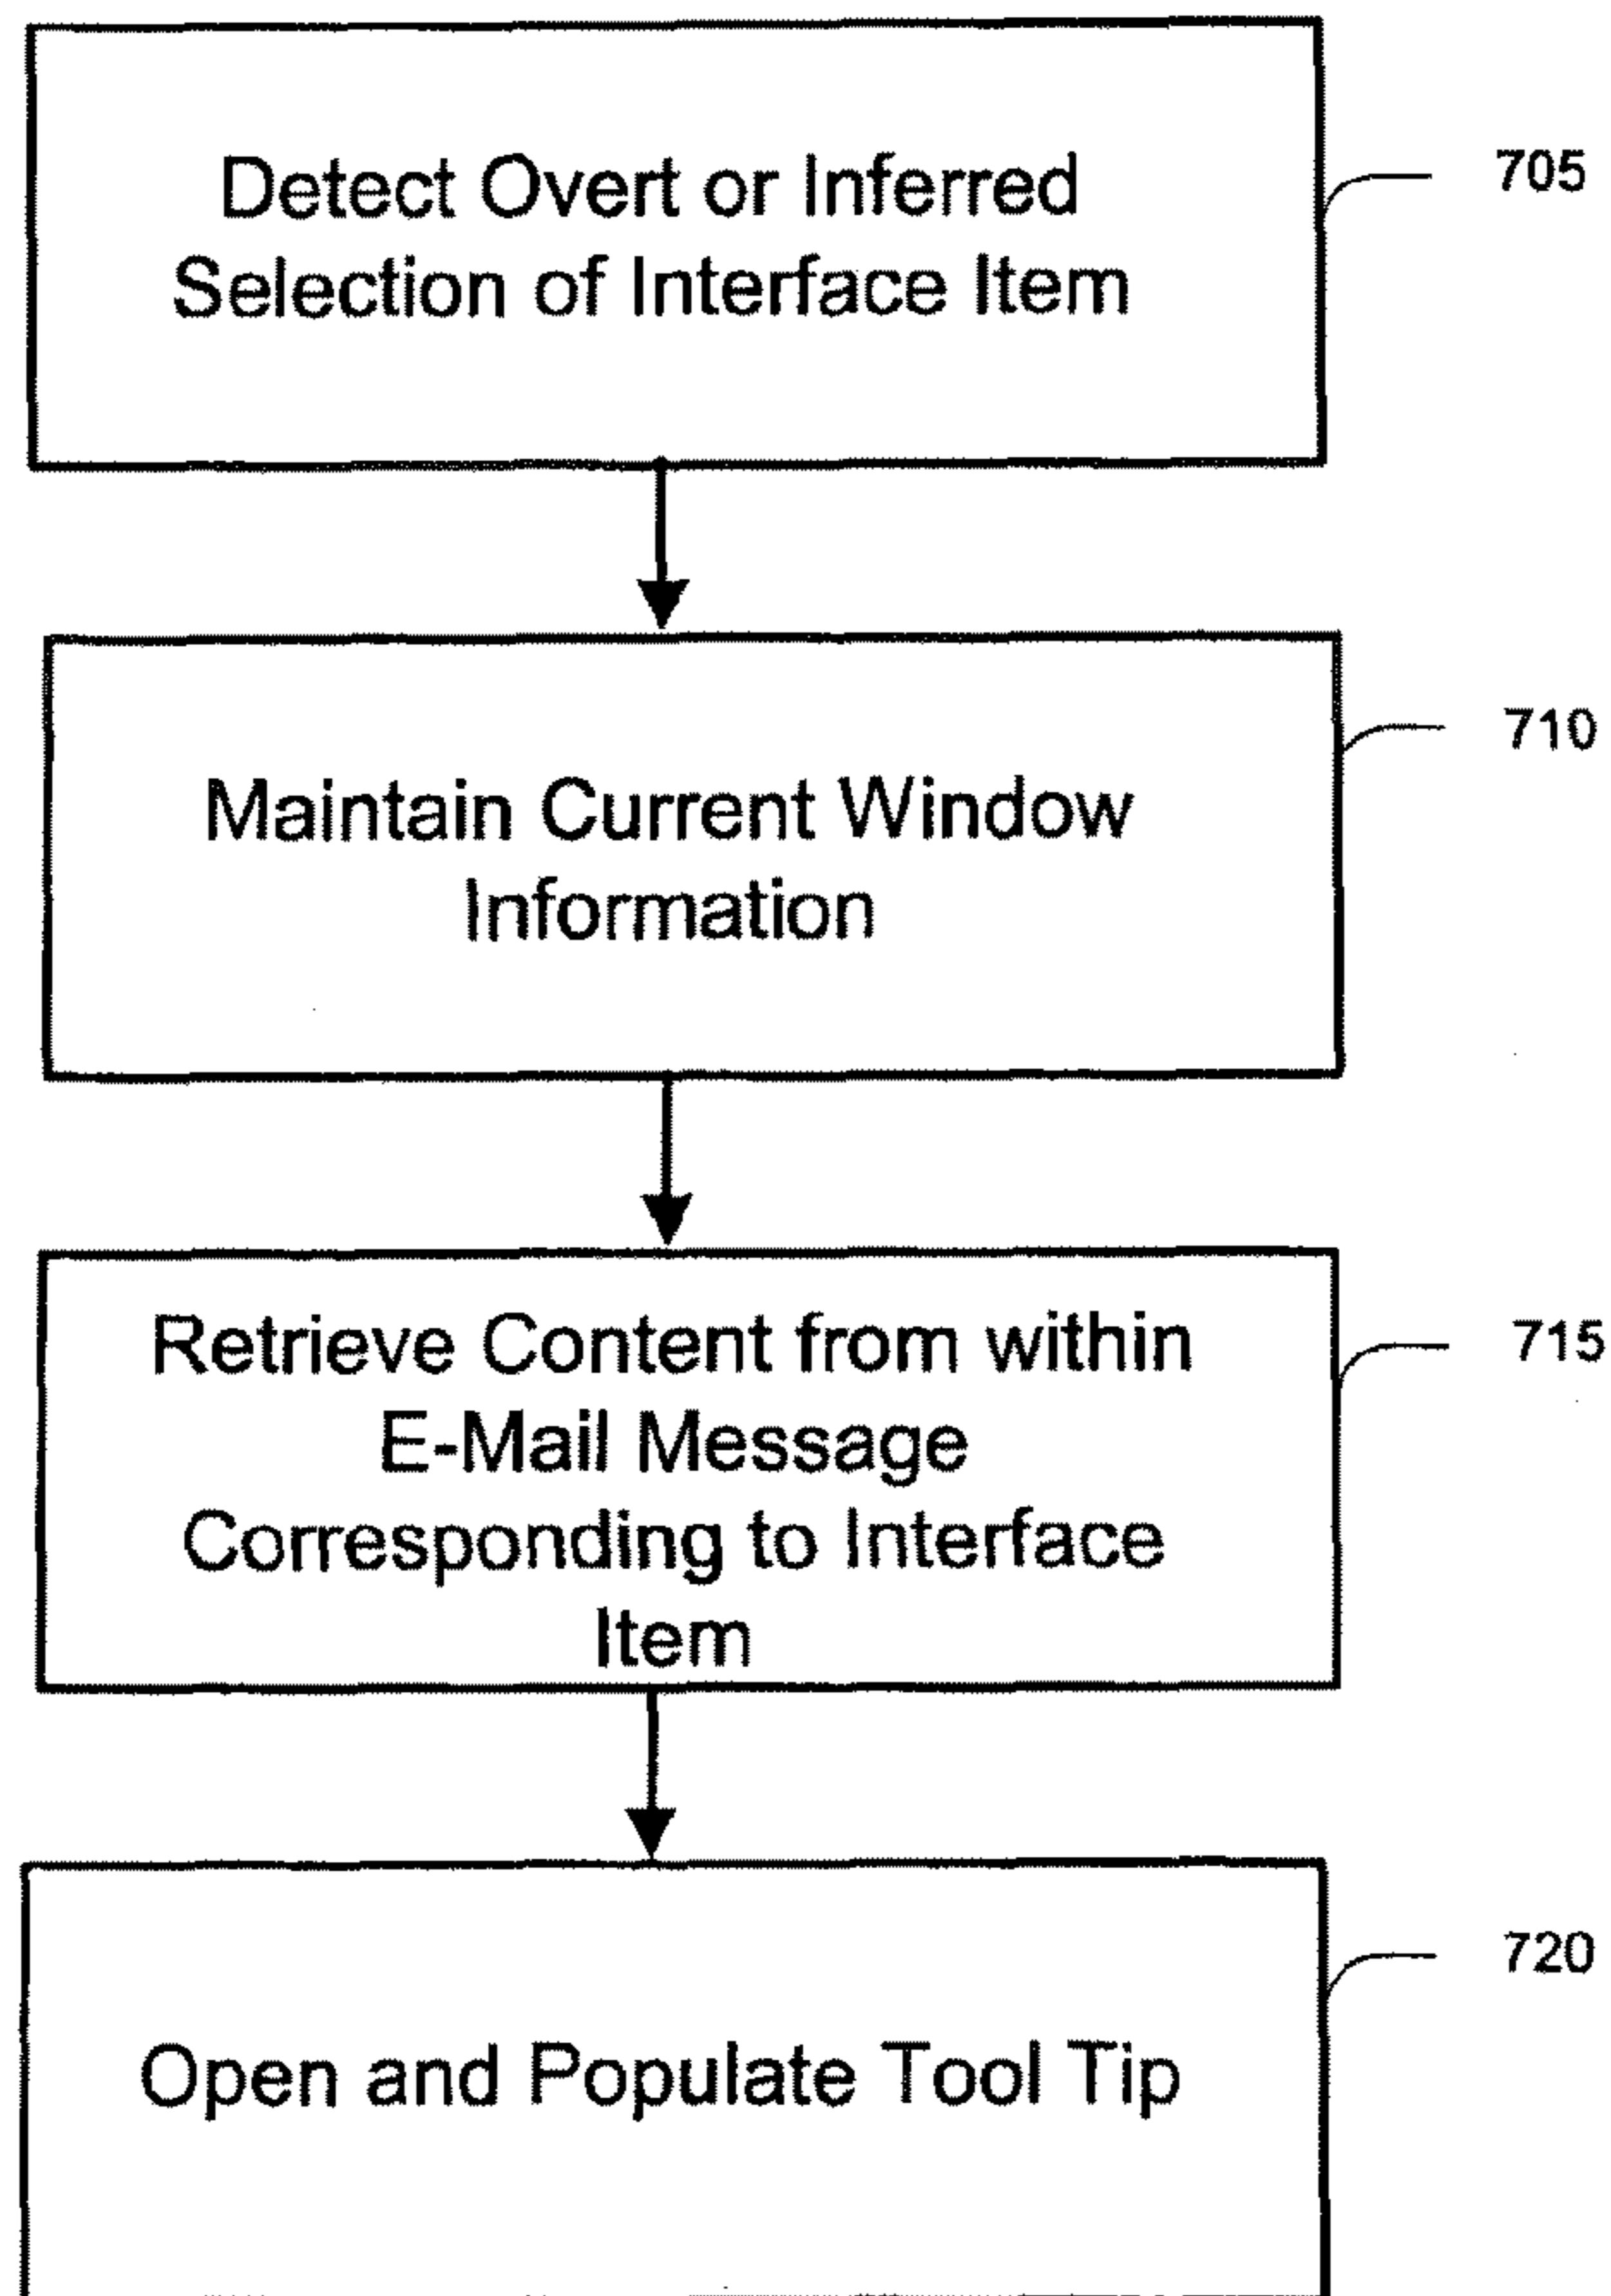 Detect Overt or Inferred
Selection of Interface Item
705
Maintain Current Window
Information
710
Retrieve Content from within
E-Mail Message
Corresponding to Interface
Item
715
Open and Populate Tool Tip
720